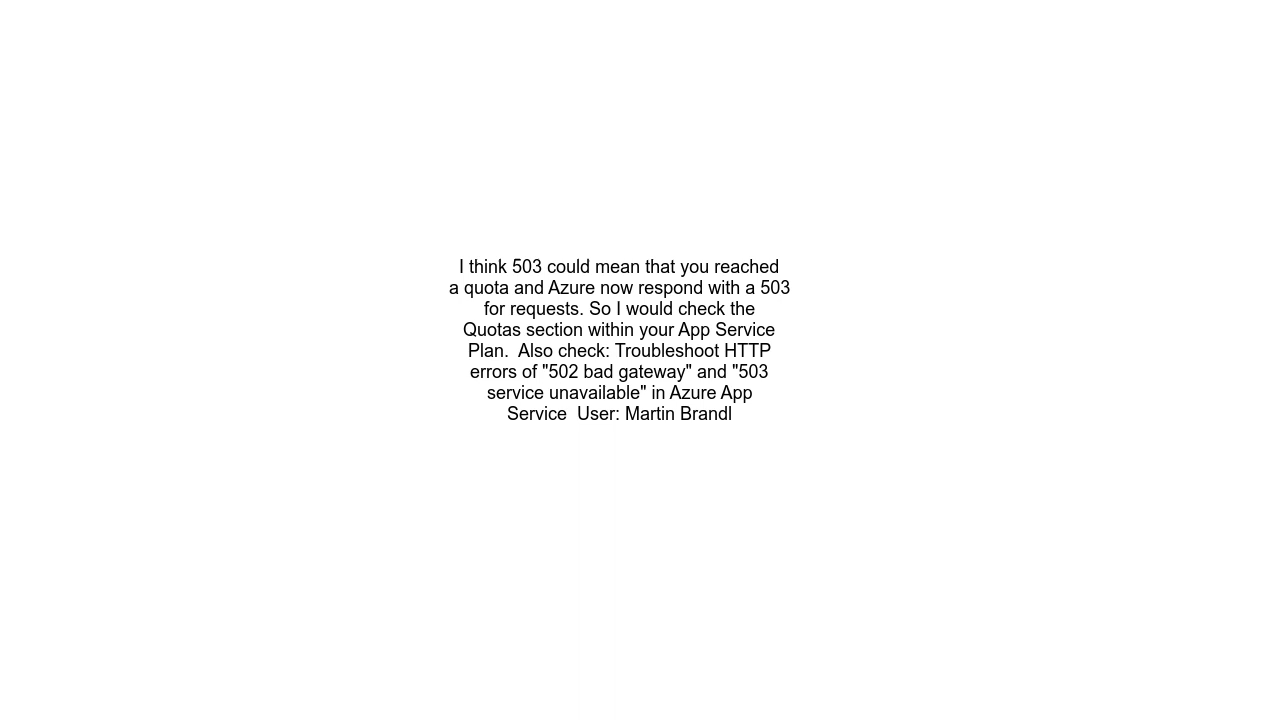 I think 503 could mean that you reached
a quota and Azure now respond with a 503
for requests. So I would check the
Quotas section within your App Service
Plan.  Also check: Troubleshoot HTTP
errors of "502 bad gateway" and "503
service unavailable" in Azure App
Service  User: Martin Brandl